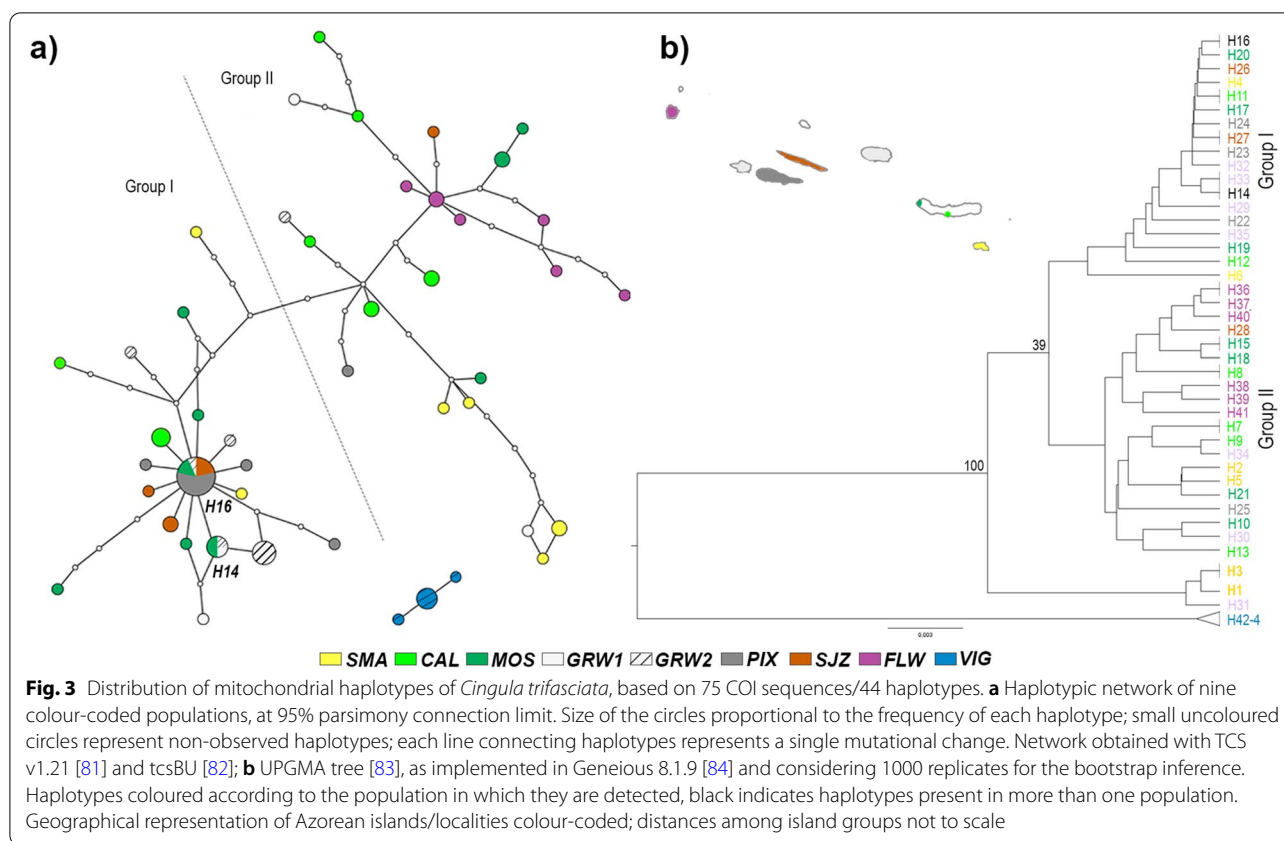 a)
Group II
Group I
H16
H14
b)
H16
H20
H26
H4
H11
H17
H24
H27
H23
H32
H33
H14
H29
H22
H35
H19
H12
H6
H36
H37
H40
H28
H15
H18
H8
H38
H39
H41
H7
H9
H34
H2
H5
H21
H25
H10
H30
H13
H3
H1
H31
H42-4
Group I
Group II
39
100
0.003
SMA CAL MOS GRW1 GRW2 PIX SJZ FLW VIG
Fig. 3 Distribution of mitochondrial haplotypes of Cingula trifasciata, based on 75 COI sequences/44 haplotypes. a Haplotypic network of nine
colour-coded populations, at 95% parsimony connection limit. Size of the circles proportional to the frequency of each haplotype; small uncoloured
circles represent non-observed haplotypes; each line connecting haplotypes represents a single mutational change. Network obtained with TCS
v1.21 [81] and tcsBU [82]; b UPGMA tree [83], as implemented in Geneious 8.1.9 [84] and considering 1000 replicates for the bootstrap inference.
Haplotypes coloured according to the population in which they are detected, black indicates haplotypes present in more than one population.
Geographical representation of Azorean islands/localities colour-coded; distances among island groups not to scale